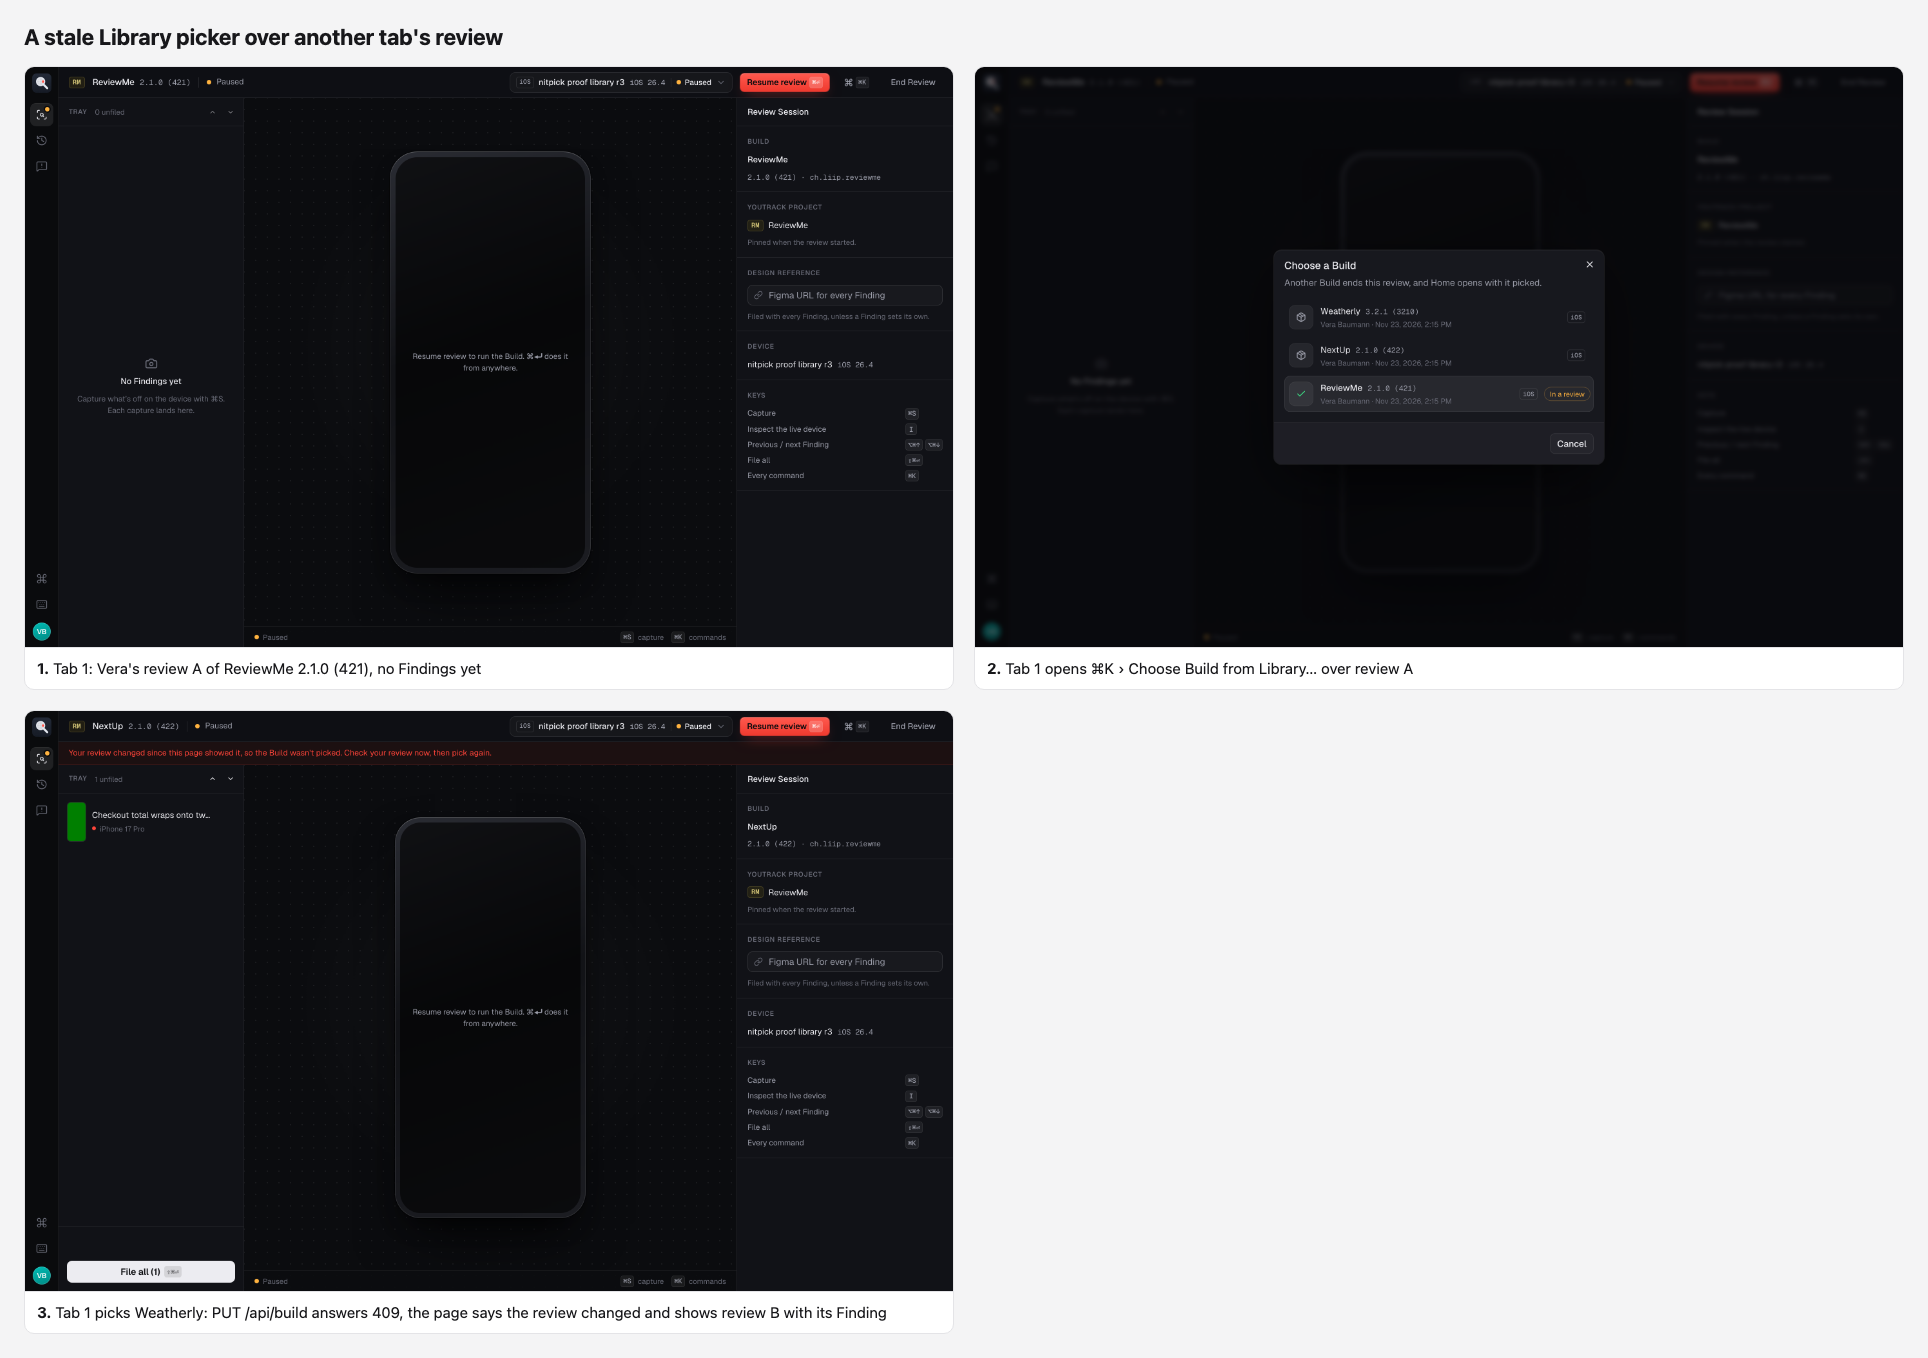 A stale Library picker over another tab's review
RM ReviewMe 2.1.0 (421) Paused
iOS nitpick proof library r3 iOS 26.4 Paused
Resume review
⌘ ⌘K
End Review
TRAY 0 unfiled
No Findings yet
Capture what's off on the device with ⌘S.
Each capture lands here.
Resume review to run the Build. ⌘↵ does it
from anywhere.
Review Session
BUILD
ReviewMe
2.1.0 (421) · ch.liip.reviewme
YOUTRACK PROJECT
RM ReviewMe
Pinned when the review started.
DESIGN REFERENCE
Figma URL for every Finding
Filed with every Finding, unless a Finding sets its own.
DEVICE
nitpick proof library r3 iOS 26.4
KEYS
Capture ⌘S
Inspect the live device I
Previous / next Finding
File all
Every command ⌘K
VB
Paused
⌘S capture ⌘K commands
1. Tab 1: Vera's review A of ReviewMe 2.1.0 (421), no Findings yet
Choose a Build
Another Build ends this review, and Home opens with it picked.
Weatherly 3.2.1 (3210)
Vera Baumann · Nov 23, 2026, 2:15 PM
iOS
NextUp 2.1.0 (422)
Vera Baumann · Nov 23, 2026, 2:15 PM
iOS
ReviewMe 2.1.0 (421)
Vera Baumann · Nov 23, 2026, 2:15 PM
iOS In a review
Cancel
2. Tab 1 opens ⌘K › Choose Build from Library... over review A
RM NextUp 2.1.0 (422) Paused
iOS nitpick proof library r3 iOS 26.4 Paused
Resume review
⌘ ⌘K
End Review
Your review changed since this page showed it, so the Build wasn't picked. Check your review now, then pick again.
TRAY 1 unfiled
Checkout total wraps onto tw...
iPhone 17 Pro
Resume review to run the Build. ⌘↵ does it
from anywhere.
Review Session
BUILD
NextUp
2.1.0 (422) · ch.liip.reviewme
YOUTRACK PROJECT
RM ReviewMe
Pinned when the review started.
DESIGN REFERENCE
Figma URL for every Finding
Filed with every Finding, unless a Finding sets its own.
DEVICE
nitpick proof library r3 iOS 26.4
KEYS
Capture ⌘S
Inspect the live device I
Previous / next Finding
File all
Every command ⌘K
File all (1)
VB
Paused
⌘S capture ⌘K commands
3. Tab 1 picks Weatherly: PUT /api/build answers 409, the page says the review changed and shows review B with its Finding